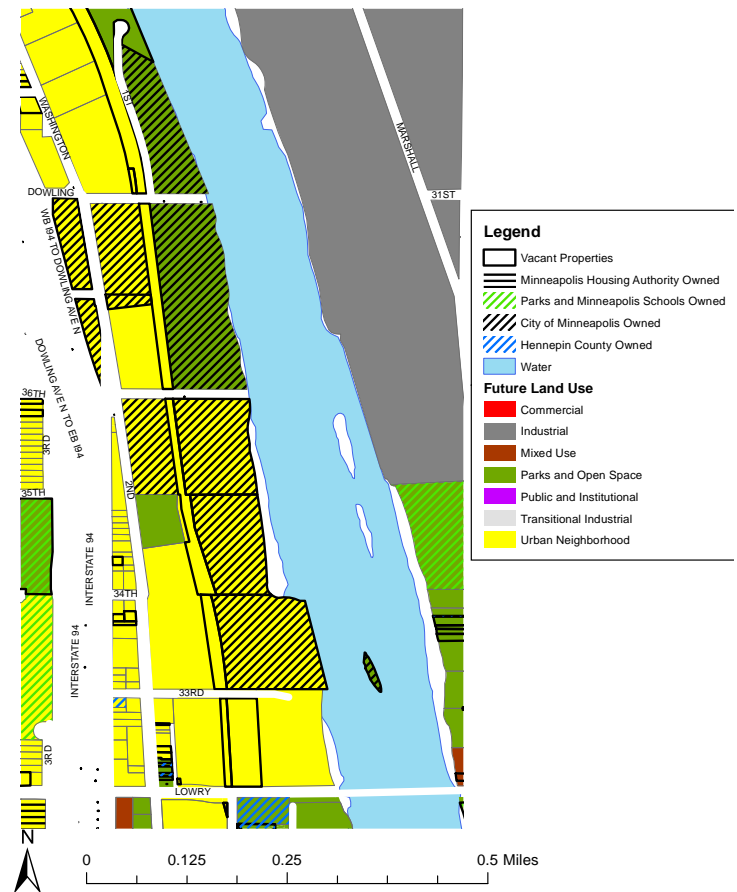 WASHINGTON
1ST
MARSHALL
DOWLING
31ST
WB I94 TO DOWLING AVE N
DOWLING AVE N TO EB I94
36TH
3RD
2ND
35TH
INTERSTATE 94
34TH
INTERSTATE 94
33RD
3RD
LOWRY
Legend
Vacant Properties
Minneapolis Housing Authority Owned
Parks and Minneapolis Schools Owned
City of Minneapolis Owned
Hennepin County Owned
Water
Future Land Use
Commercial
Industrial
Mixed Use
Parks and Open Space
Public and Institutional
Transitional Industrial
Urban Neighborhood
N
0 0.125 0.25 0.5 Miles